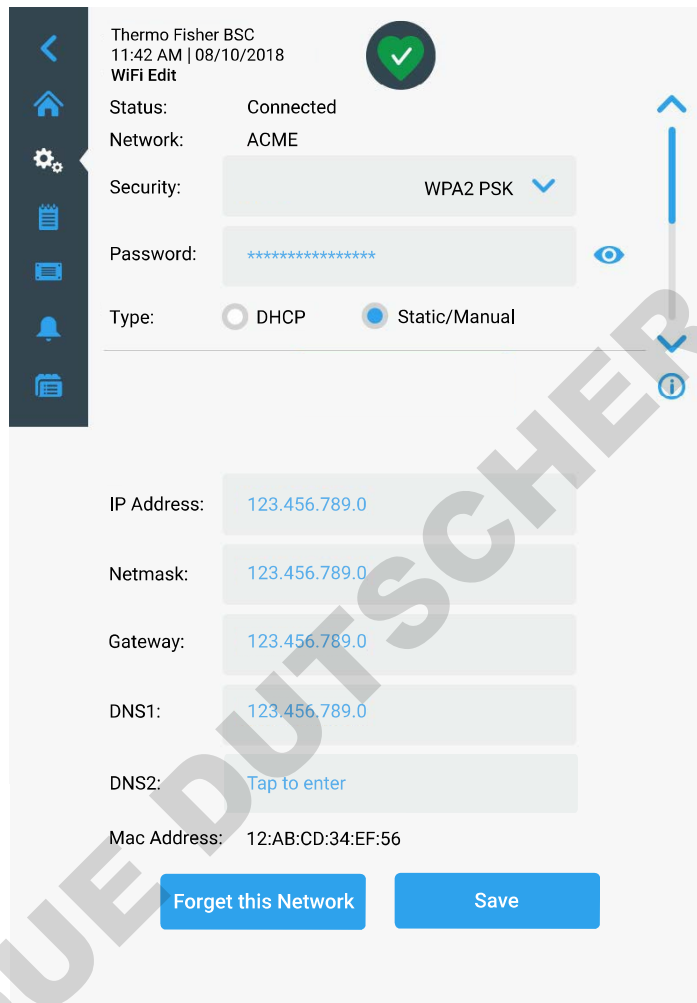 Thermo Fisher BSC
11:42 AM | 08/10/2018
WiFi Edit
Status: Connected
Network: ACME
Security: WPA2 PSK
Password: ****************
Type: DHCP Static/Manual
IP Address: 123.456.789.0
Netmask: 123.456.789.0
Gateway: 123.456.789.0
DNS1: 123.456.789.0
DNS2: Tap to enter
Mac Address: 12:AB:CD:34:EF:56
Forget this Network Save
UE DUTSCHER